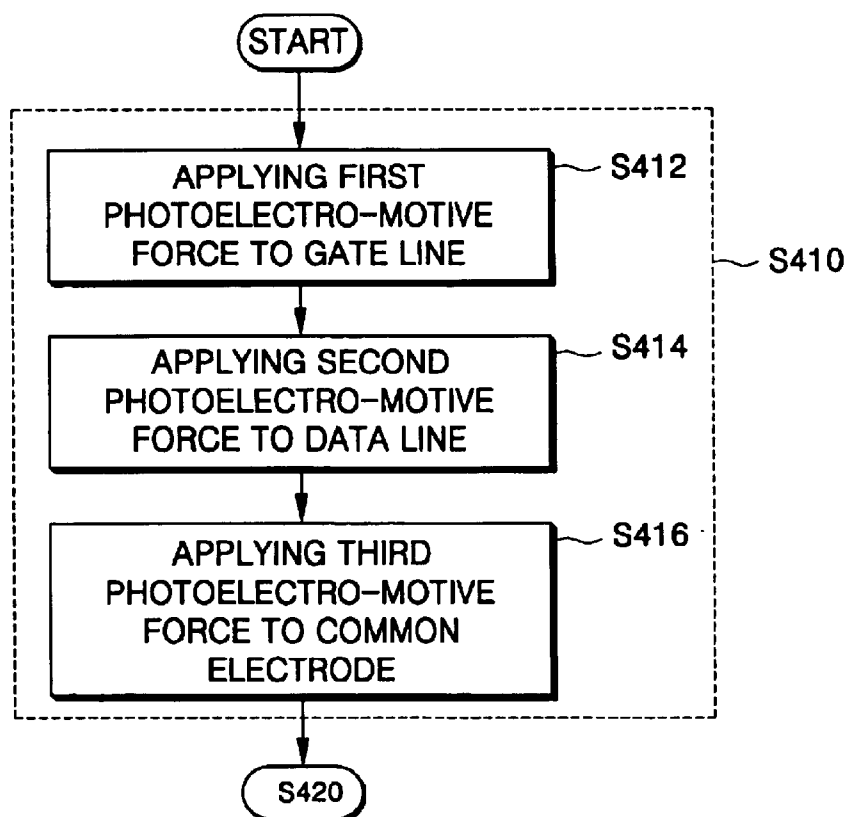 START
APPLYING FIRST
PHOTOELECTRO-MOTIVE
FORCE TO GATE LINE
S412
S410
APPLYING SECOND
PHOTOELECTRO-MOTIVE
FORCE TO DATA LINE
S414
APPLYING THIRD
PHOTOELECTRO-MOTIVE
FORCE TO COMMON
ELECTRODE
S416
S420